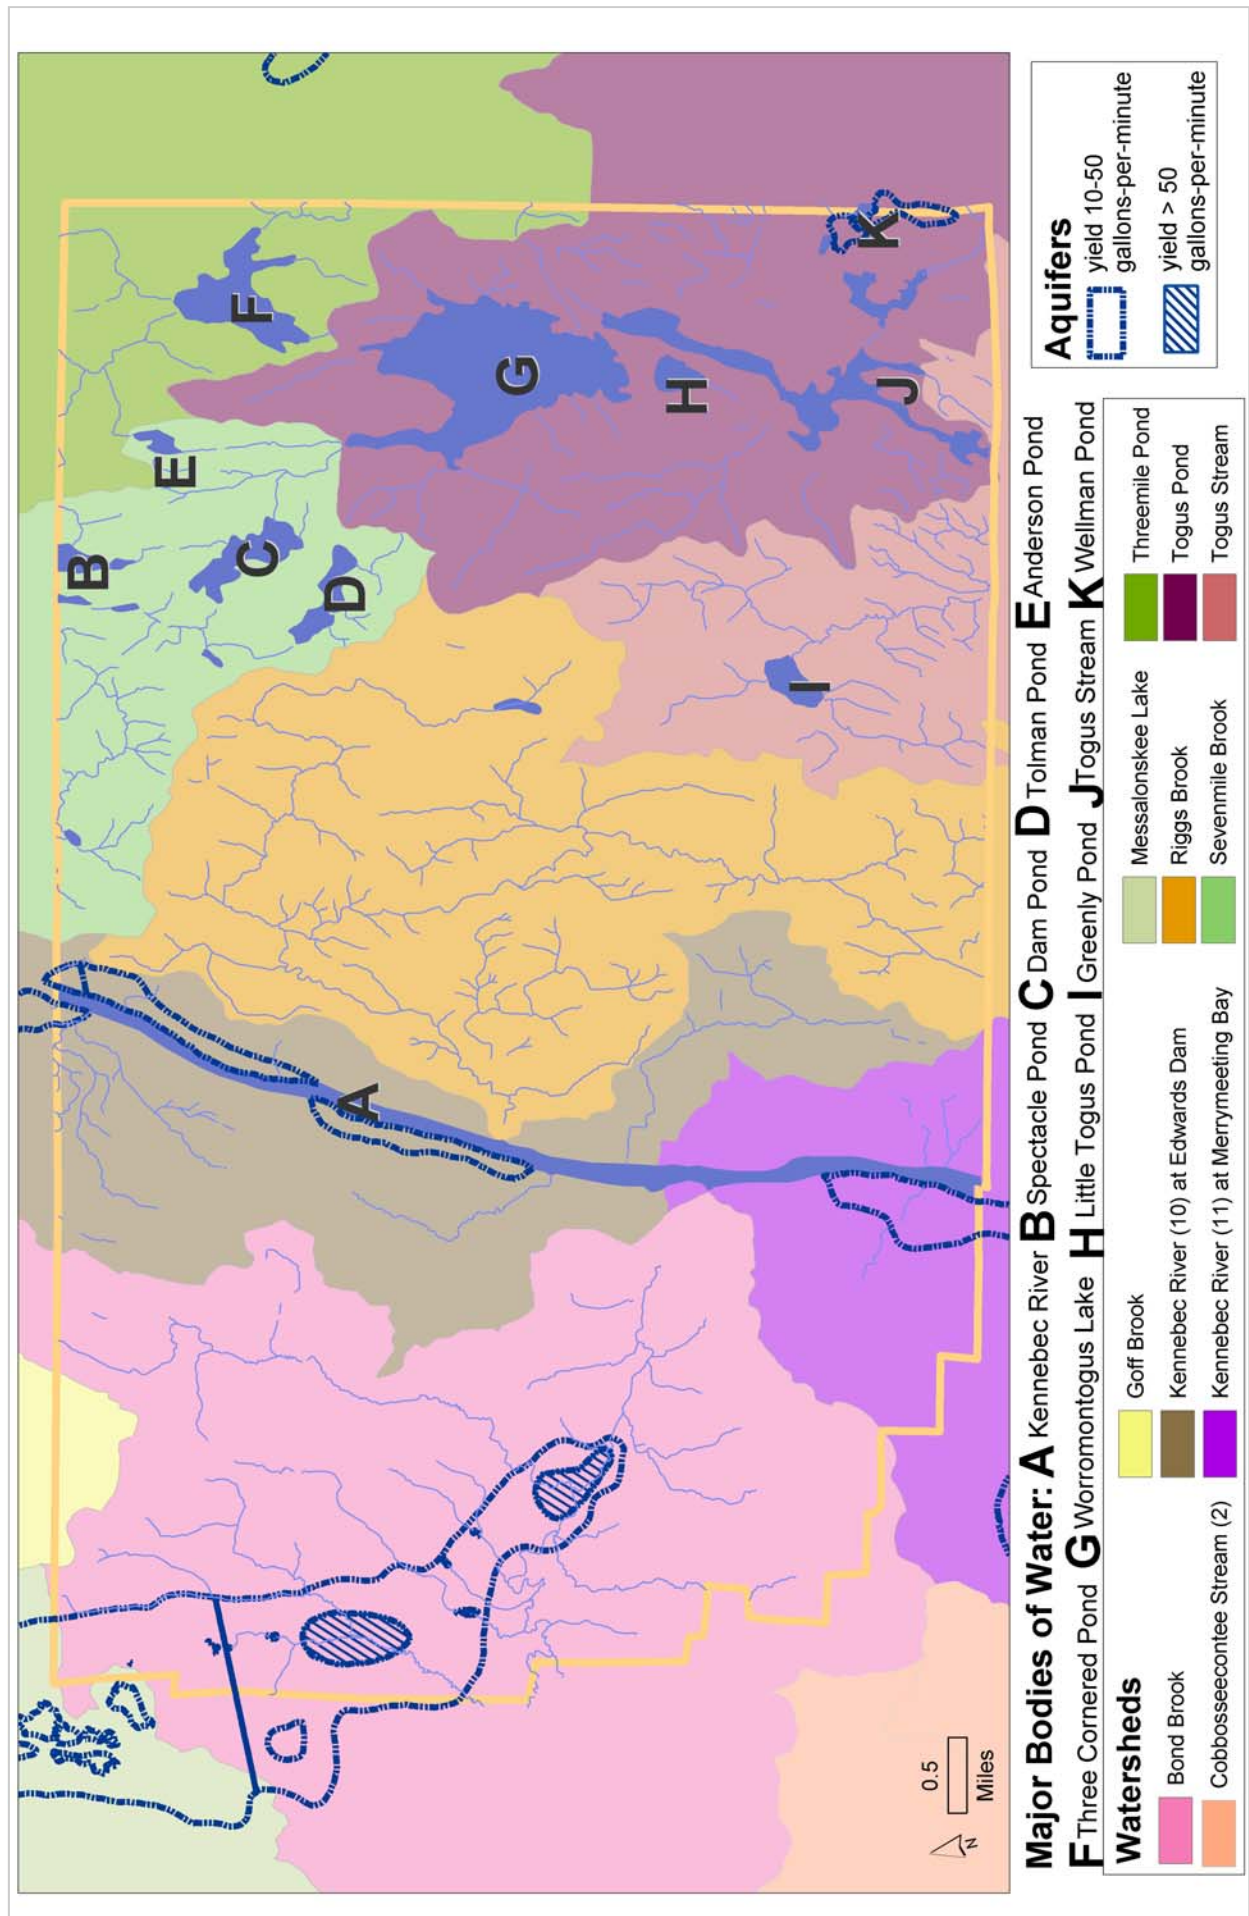 B
E
F
C
D
G
A
H
I
J
K
0.5
Miles
N
Aquifers
yield 10-50
gallons-per-minute
yield > 50
gallons-per-minute
Major Bodies of Water: A Kennebec River B Spectacle Pond C Dam Pond D Tolman Pond E Anderson Pond
F Three Cornered Pond G Worromontogus Lake H Little Togus Pond I Greenly Pond J Togus Stream K Wellman Pond
Watersheds
Bond Brook
Cobbosseecontee Stream (2)
Goff Brook
Kennebec River (10) at Edwards Dam
Kennebec River (11) at Merrymeeting Bay
Messalonskee Lake
Riggs Brook
Sevenmile Brook
Threemile Pond
Togus Pond
Togus Stream